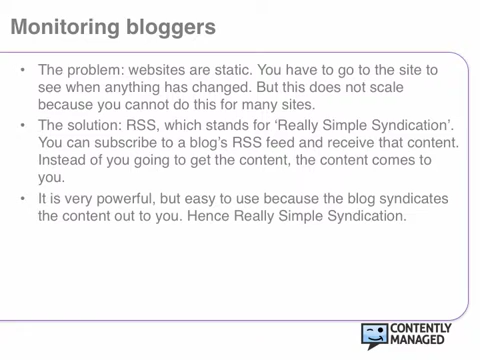 Monitoring bloggers
• The problem: websites are static. You have to go to the site to
see when anything has changed. But this does not scale
because you cannot do this for many sites.
• The solution: RSS, which stands for ‘Really Simple Syndication’.
You can subscribe to a blog's RSS feed and receive that content.
Instead of you going to get the content, the content comes to
you.
• It is very powerful, but easy to use because the blog syndicates
the content out to you. Hence Really Simple Syndication.
CONTENTLY
MANAGED